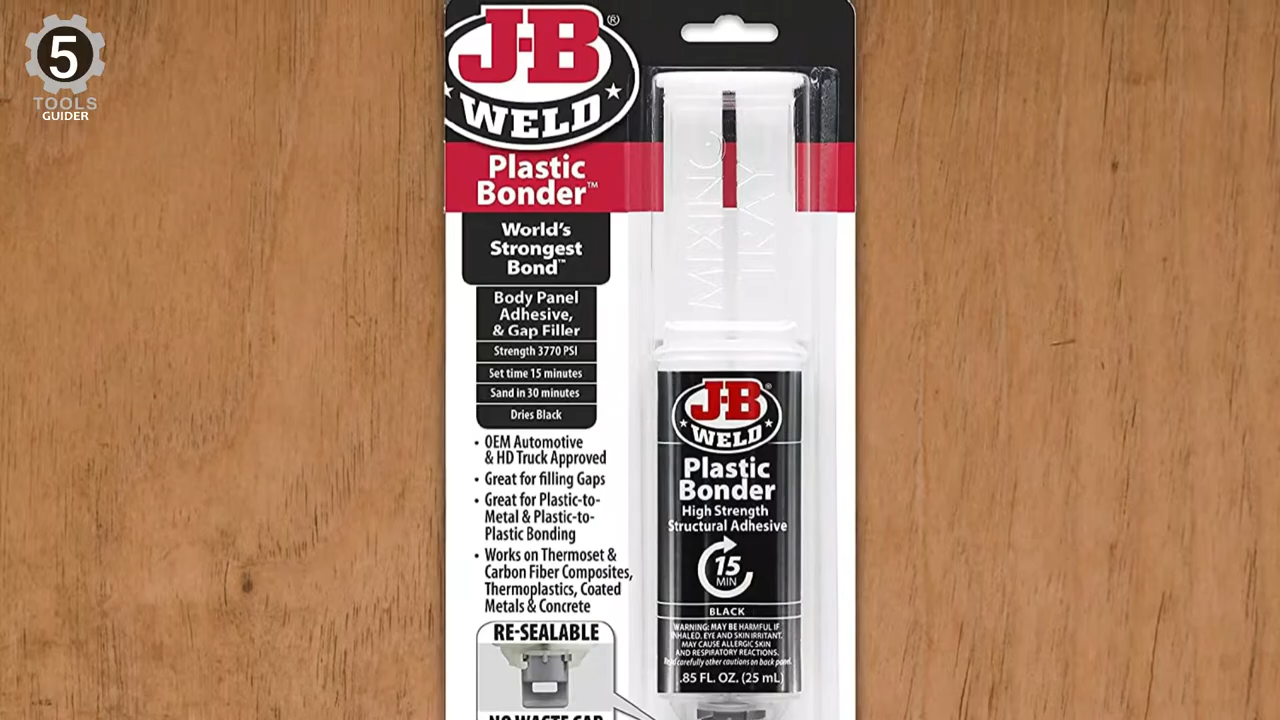 5
TOOLS
GUIDER
J-B®
WELD
Plastic
Bonder™
World's
Strongest
Bond™
Body Panel
Adhesive,
& Gap Filler
Strength 3770 PSI
Set time 15 minutes
Sand in 30 minutes
Dries Black
• OEM Automotive
& HD Truck Approved
• Great for filling Gaps
• Great for Plastic-to-
Metal & Plastic-to-
Plastic Bonding
• Works on Thermoset &
Carbon Fiber Composites,
Thermoplastics, Coated
Metals & Concrete
RE-SEALABLE
NO WASTE CAP
MIXING
TRAY
J-B®
WELD
Plastic
Bonder
High Strength
Structural Adhesive
15
MIN
BLACK
WARNING: MAY BE HARMFUL IF
INHALED. EYE AND SKIN IRRITANT.
MAY CAUSE ALLERGIC SKIN
AND RESPIRATORY REACTIONS.
Read carefully other cautions on back panel.
.85 FL. OZ. (25 mL)